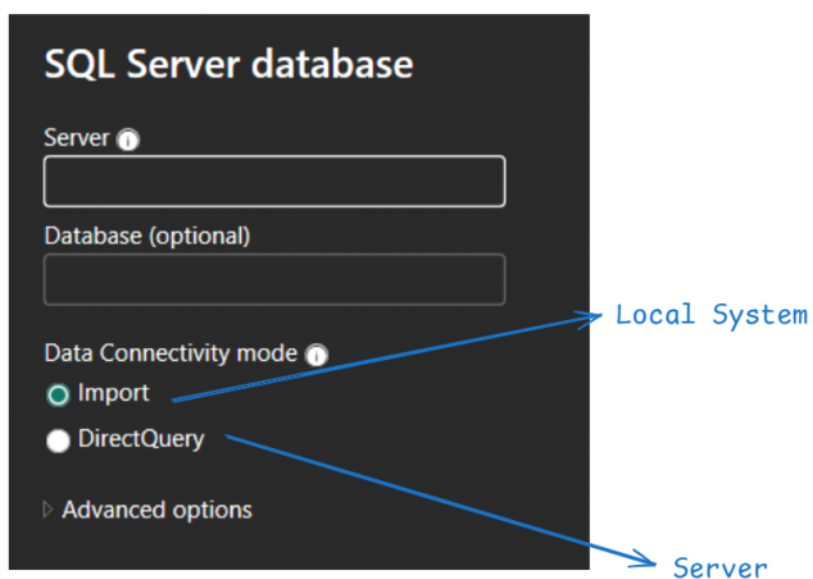 SQL Server database
Server
Database (optional)
Local System
Data Connectivity mode
Import
DirectQuery
Advanced options
Server